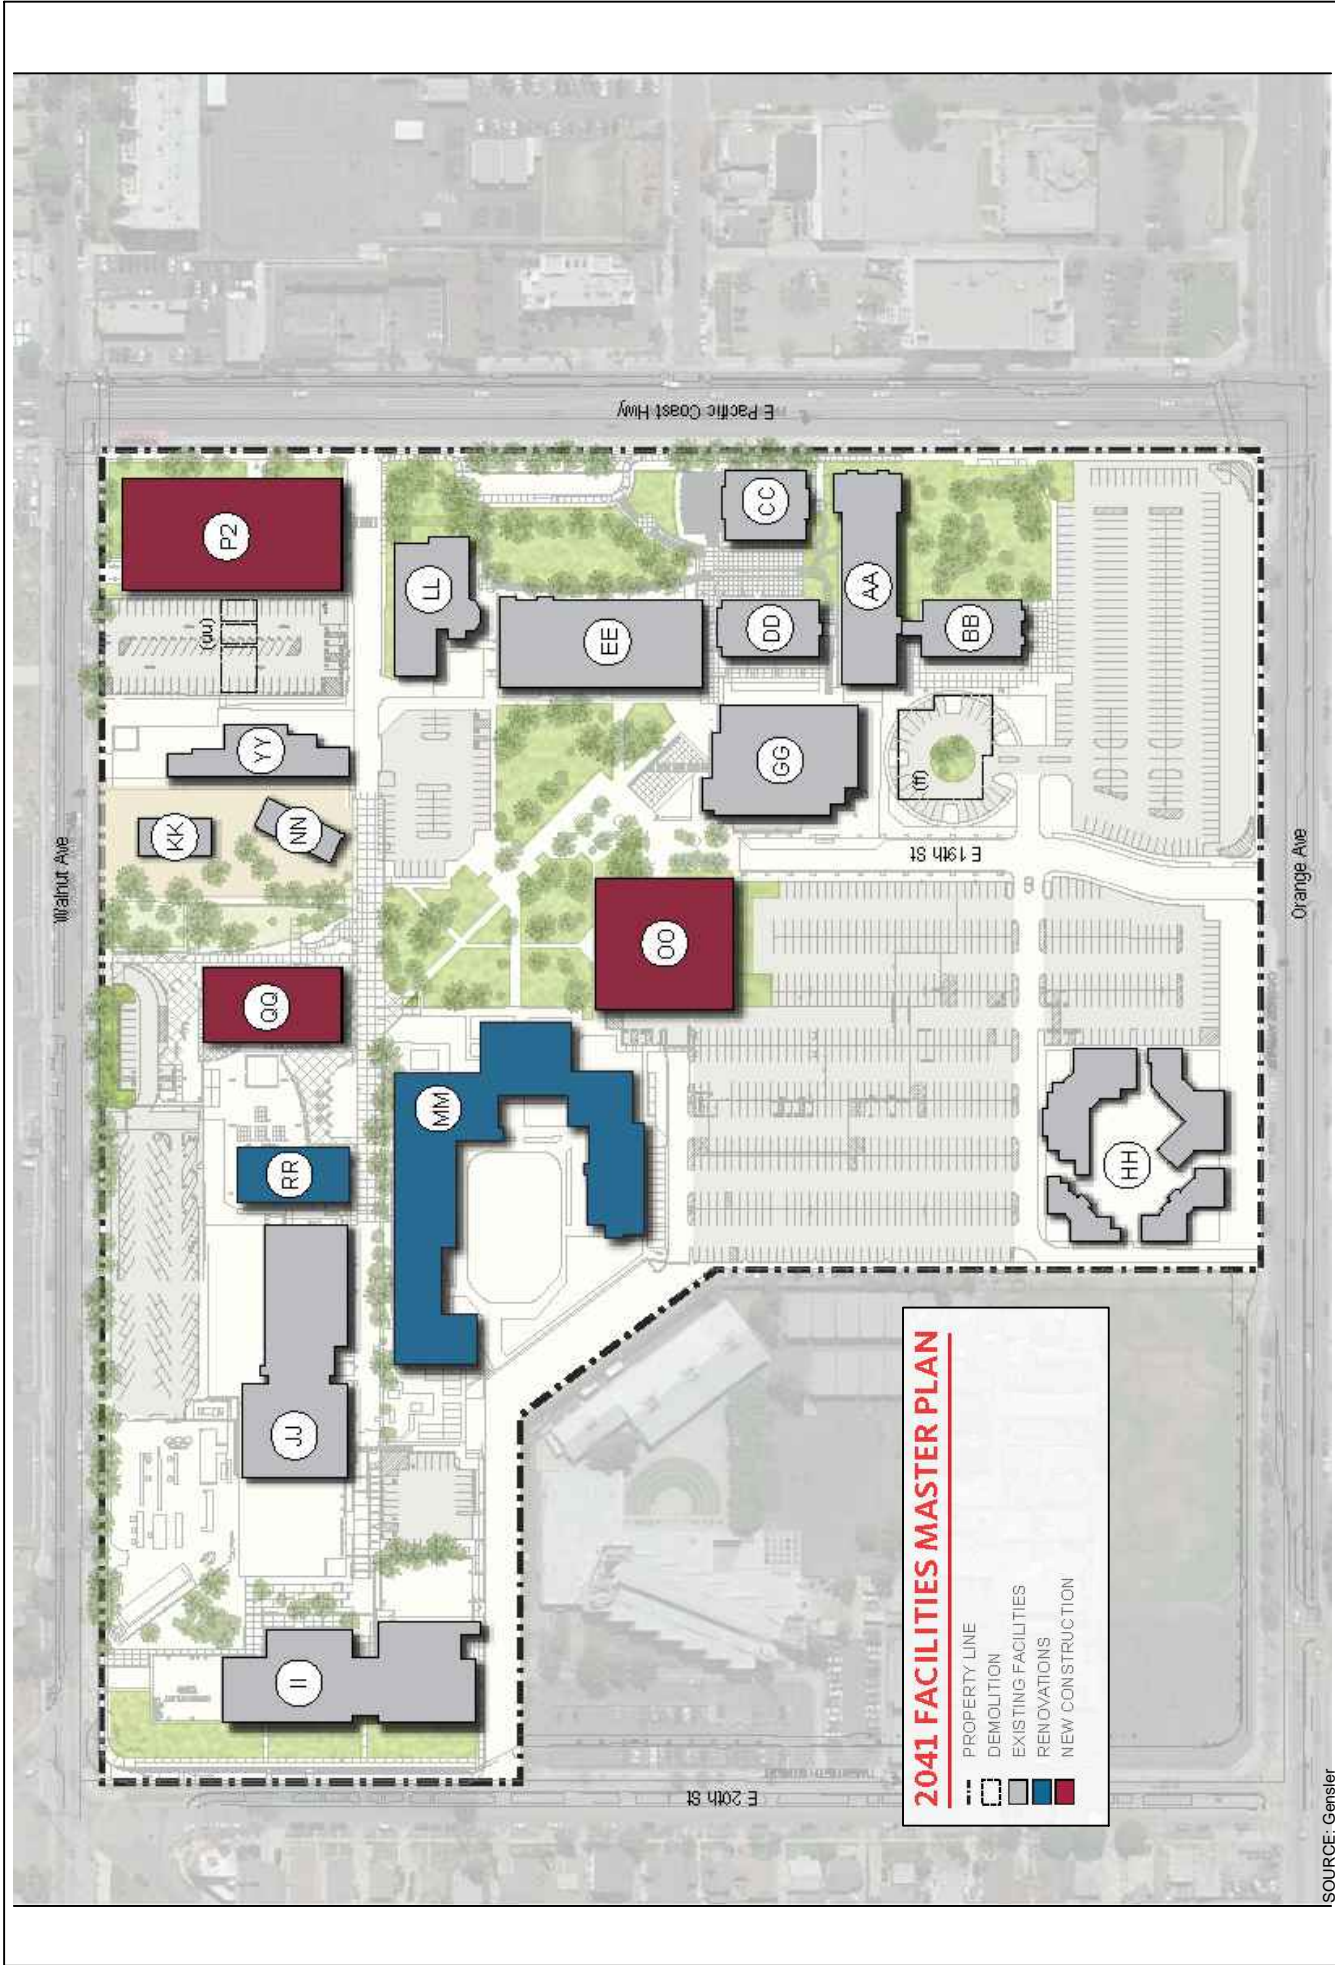 Walnut Ave
E Pacific Coast Hwy
P2
(uu)
LL
CC
AA
EE
DD
BB
YY
GG
(ff)
KK
NN
E 19th St
Orange Ave
QQ
OO
MM
RR
HH
JJ
II
E 20th St
2041 FACILITIES MASTER PLAN
PROPERTY LINE
DEMOLITION
EXISTING FACILITIES
RENOVATIONS
NEW CONSTRUCTION
SOURCE: Gensler